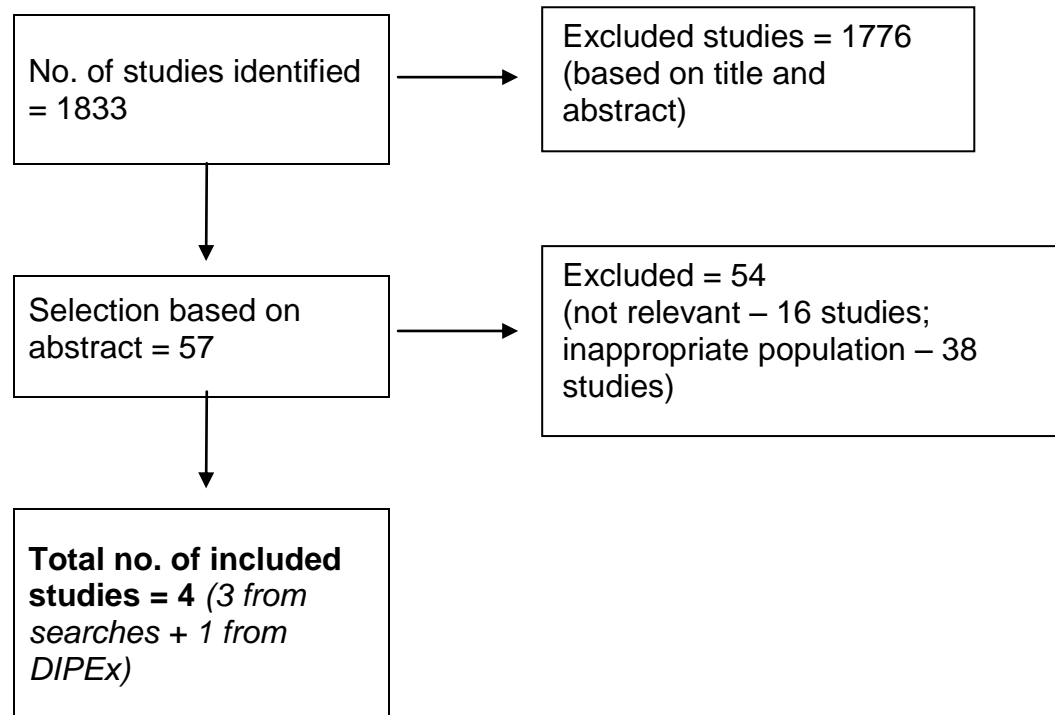 No. of studies identified
= 1833
Excluded studies = 1776
(based on title and
abstract)
Selection based on
abstract = 57
Excluded = 54
(not relevant – 16 studies;
inappropriate population – 38
studies)
Total no. of included
studies = 4 (3 from
searches + 1 from
DIPEx)